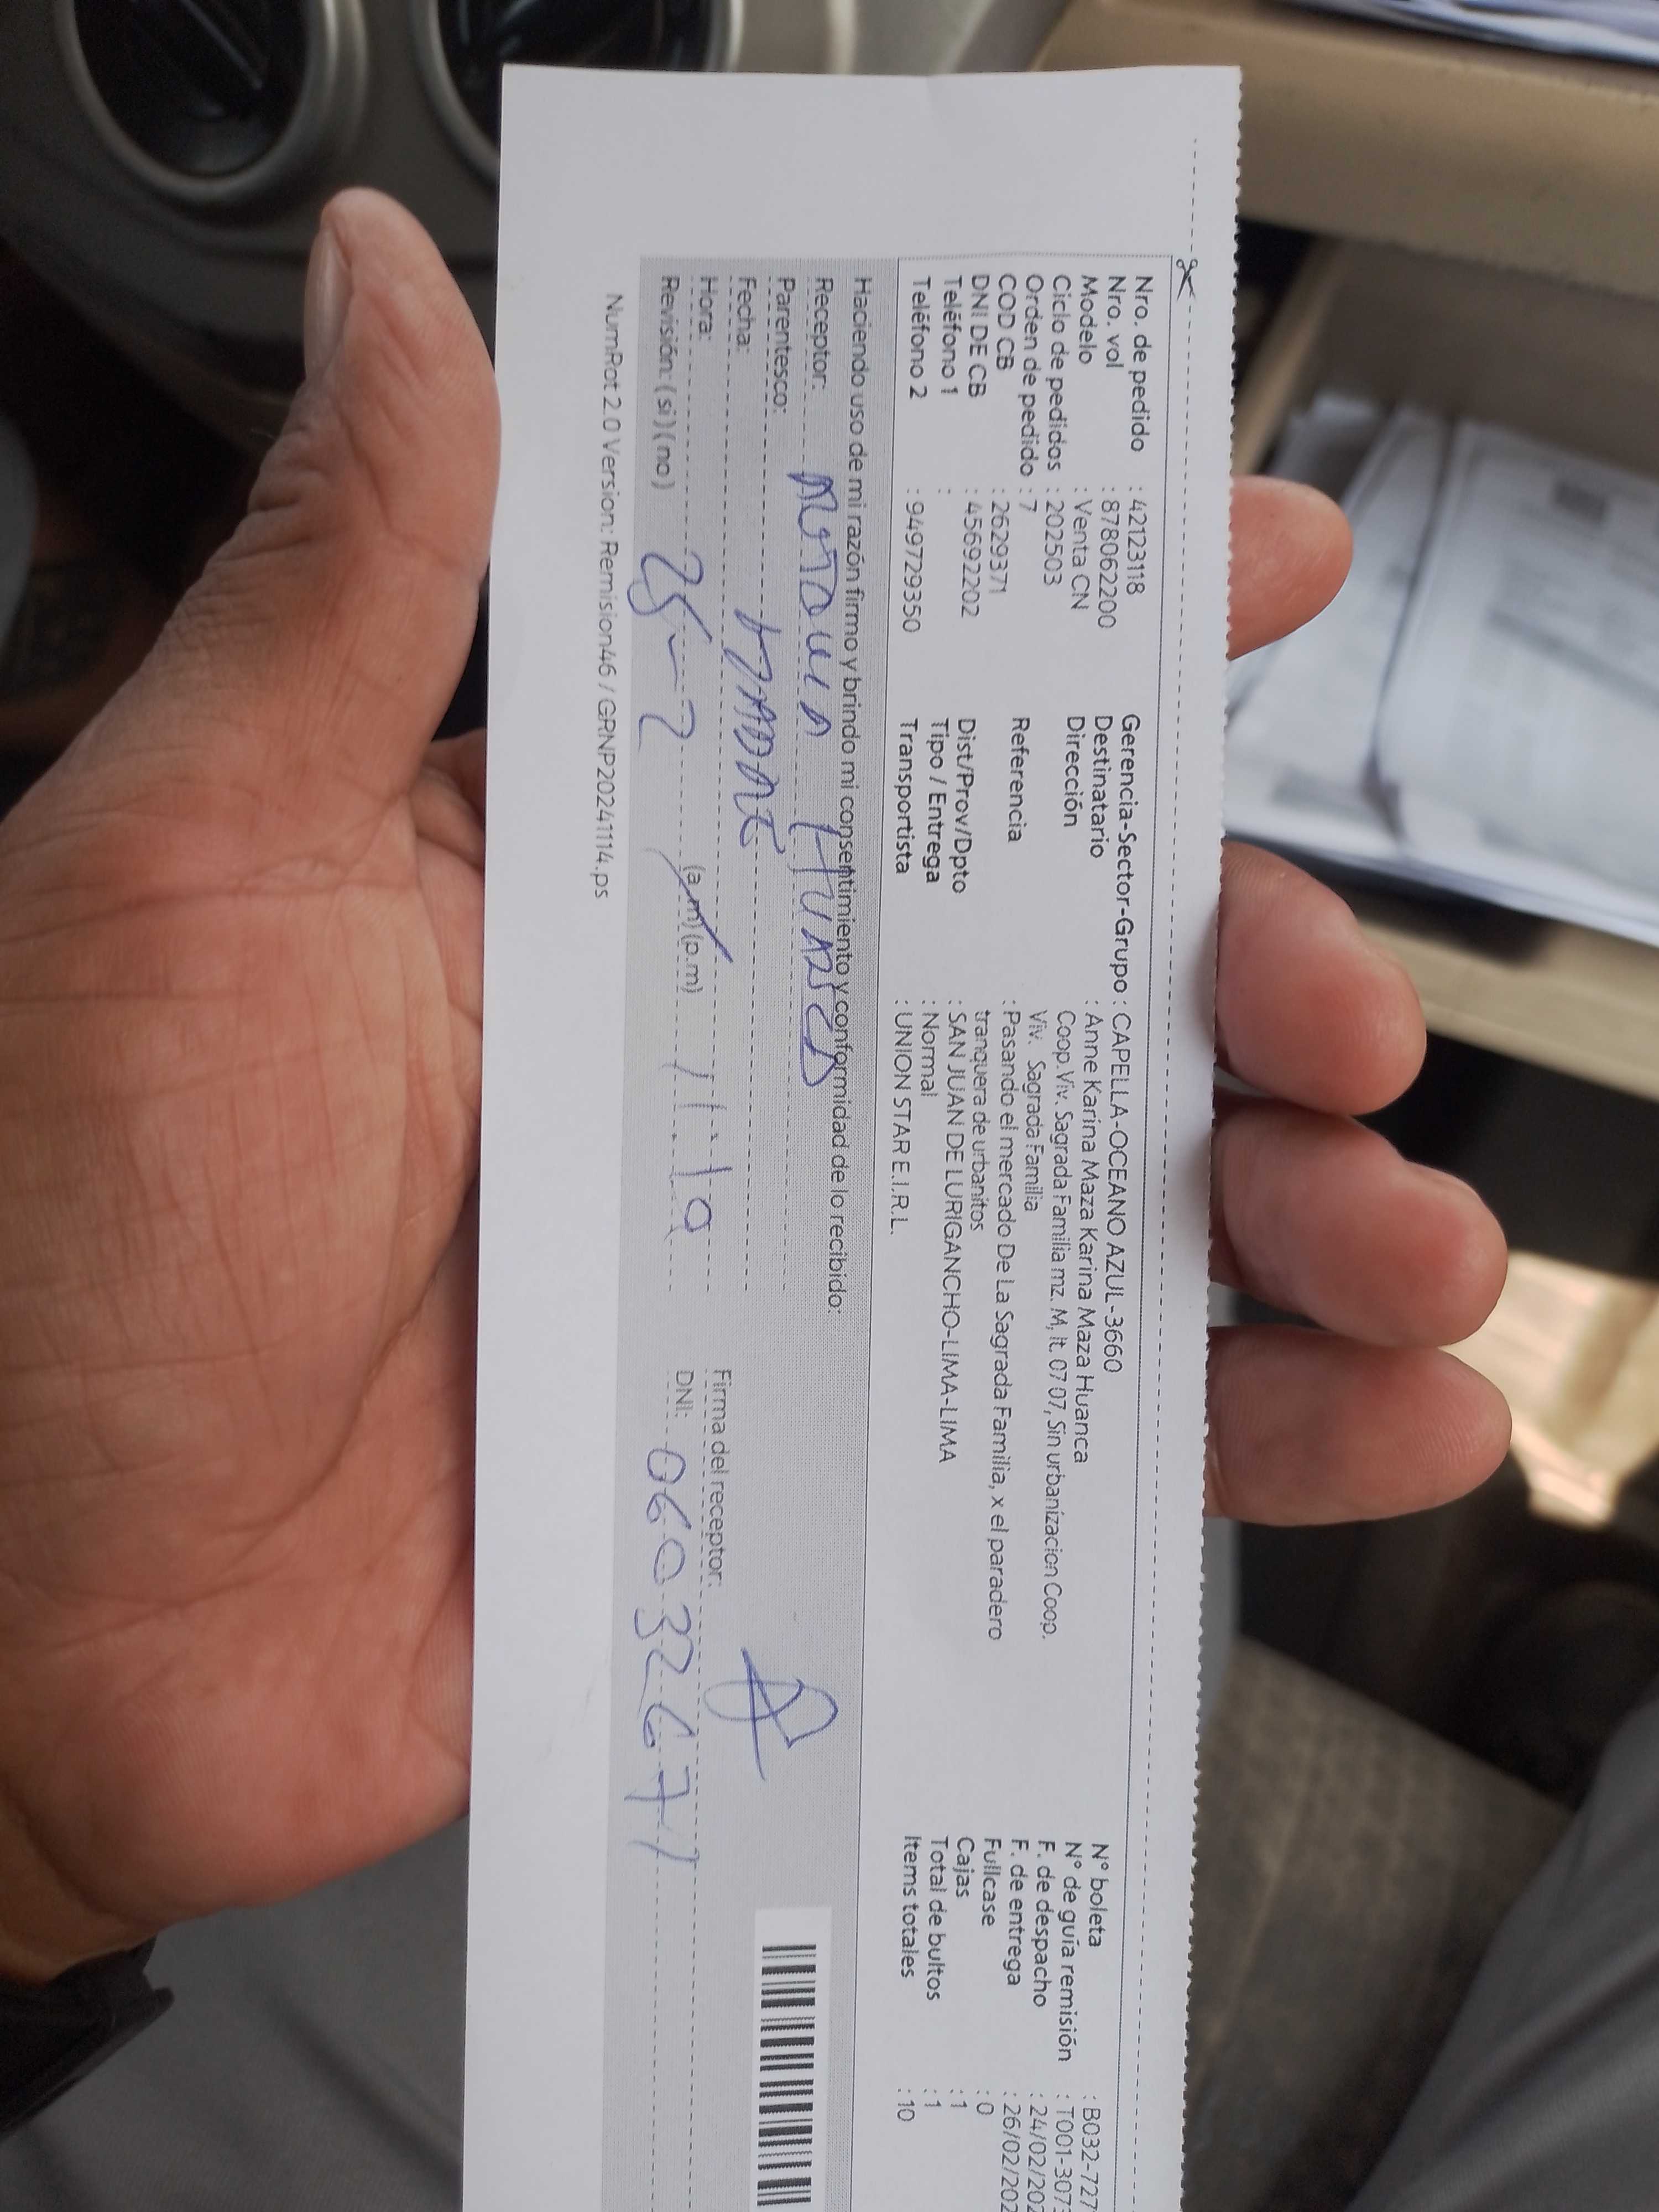 Nro. de pedido : 42123118
Nro. vol : 8780622OO
Modelo : Venta CN
Ciclo de pedidos : 202503
Orden de pedido : 7
COD CB : 2629371
DNI DE CB : 45692202
Teléfono 1 :
Teléfono 2 : 949729350
Gerencia-Sector-Grupo : CAPELLA-OCEANO AZUL-3660
Destinatario : Anne Karina Maza Karina Maza Huanca
Dirección Coop. Viv. Sagrada Familia mz. M, lt. 07 07, Sin urbanizacion Coop.
Viv. Sagrada Familia
Referencia : Pasando el mercado De La Sagrada Familia, x el paradero
tranquera de urbanitos
Dist/Prov/Dpto : SAN JUAN DE LURIGANCHO-LIMA-LIMA
Tipo / Entrega : Normal
Transportista : UNION STAR E.I.R.L.
N° boleta : B032-727
N° de guía remisión : T001-307
F. de despacho : 24/02/202
F. de entrega : 26/02/202
Fullcase : 0
Cajas : 1
Total de bultos : 1
Items totales : 10
Haciendo uso de mi razón firmo y brindo mi consentimiento y conformidad de lo recibido:
Receptor:
Parentesco:
Fecha:
Hora: (a.m) (p.m) 11:19
Revisión: (si) (no)
Firma del receptor:
DNI: 06032671
NumRot 2.0 Version: Remision46 / GRNP20241114.ps